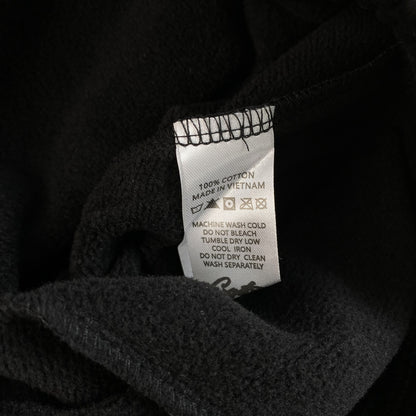 100% COTTON
MADE IN VIETNAM
MACHINE WASH COLD
DO NOT BLEACH
TUMBLE DRY LOW
COOL IRON
DO NOT DRY CLEAN
WASH SEPARATELY